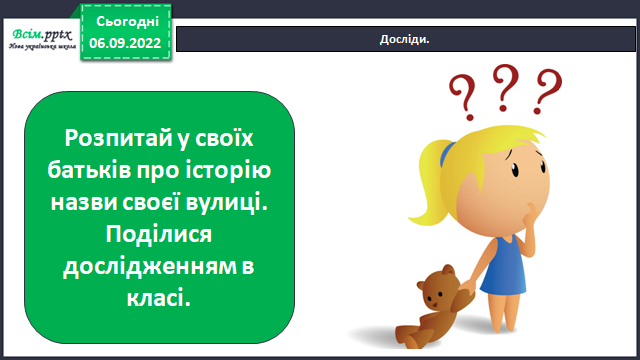 Всім.pptx
Нова українська школа
Сьогодні
06.09.2022
Досліди.
Розпитай у своїх
батьків про історію
назви своєї вулиці.
Поділися
дослідженням в
класі.
? ? ?